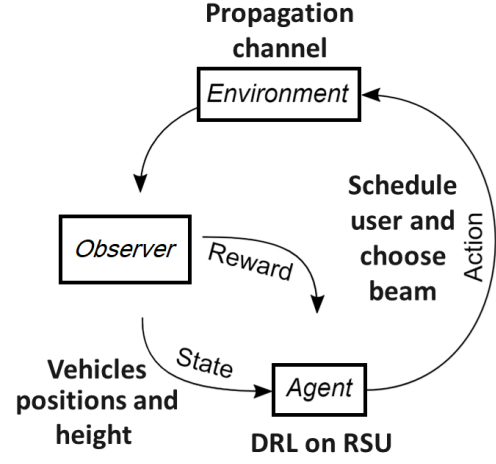 Propagation
channel
Environment
Schedule
user and
choose
beam
Action
Observer
Reward
State
Vehicles
positions and
height
Agent
DRL on RSU